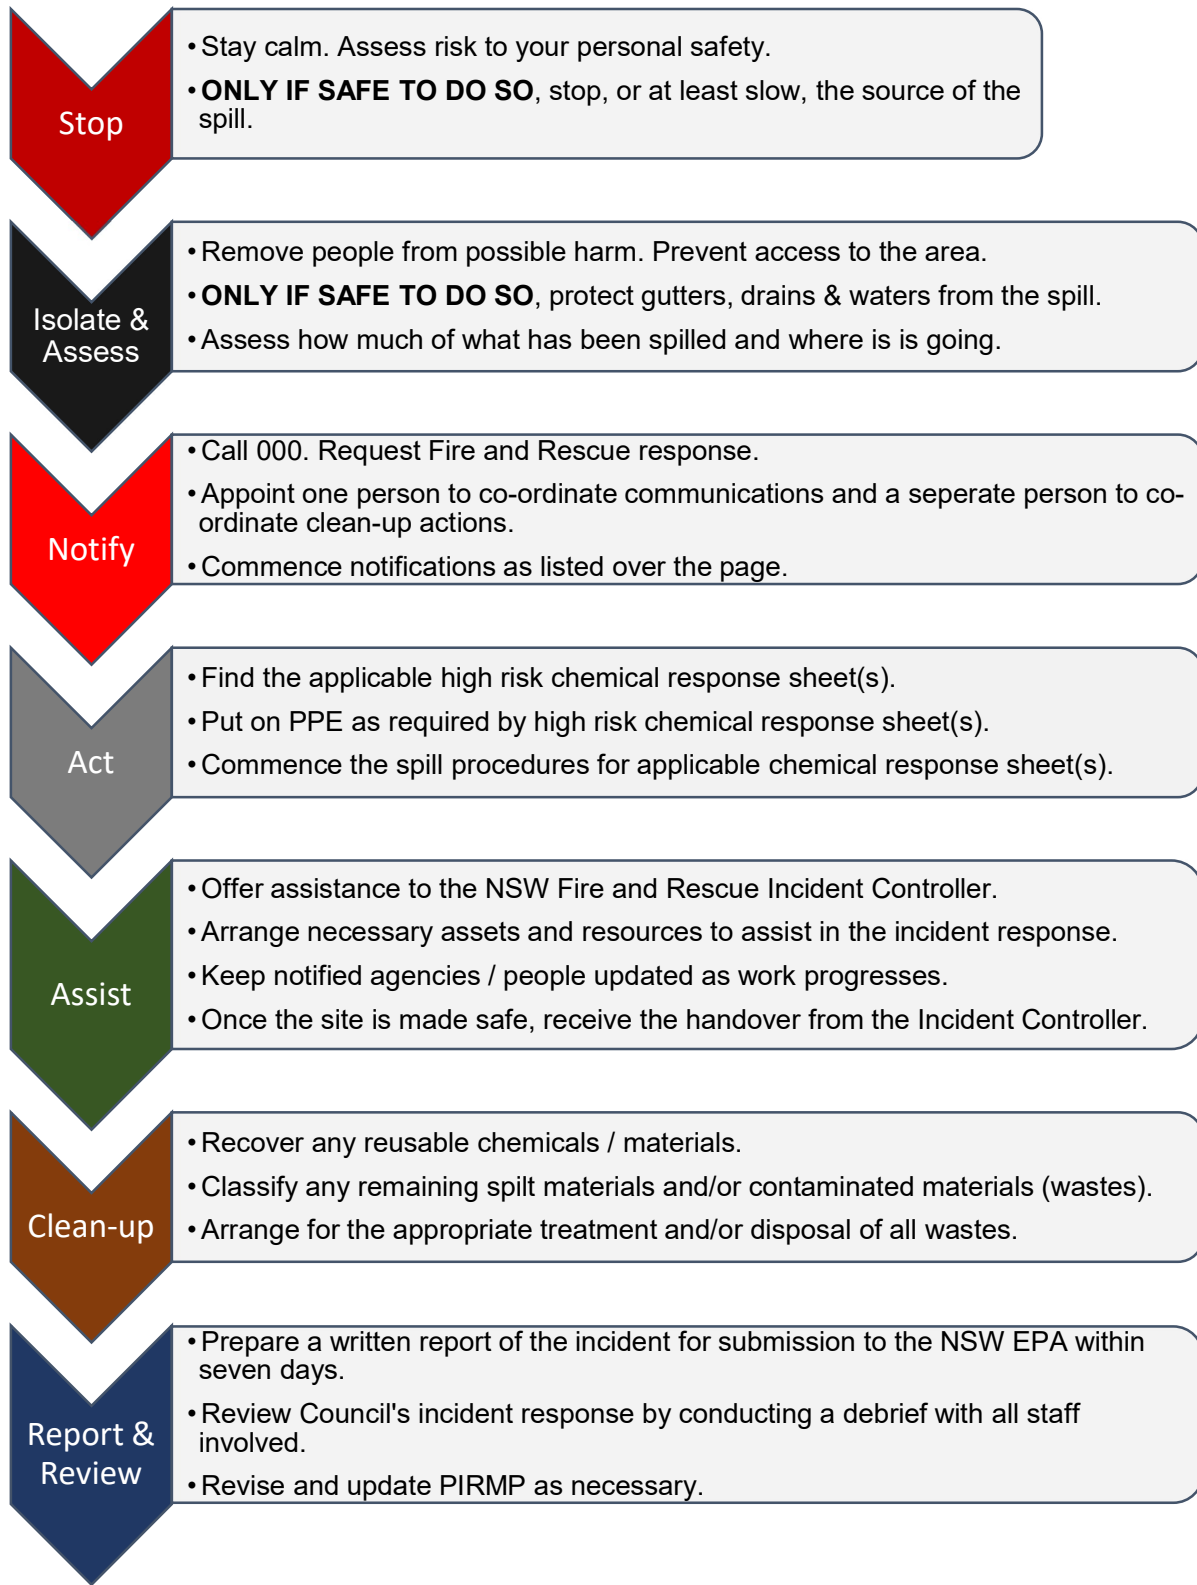 Stop
• Stay calm. Assess risk to your personal safety.
• ONLY IF SAFE TO DO SO, stop, or at least slow, the source of the
spill.
Isolate &
Assess
• Remove people from possible harm. Prevent access to the area.
• ONLY IF SAFE TO DO SO, protect gutters, drains & waters from the spill.
• Assess how much of what has been spilled and where is is going.
Notify
• Call 000. Request Fire and Rescue response.
• Appoint one person to co-ordinate communications and a seperate person to co-
ordinate clean-up actions.
• Commence notifications as listed over the page.
Act
• Find the applicable high risk chemical response sheet(s).
• Put on PPE as required by high risk chemical response sheet(s).
• Commence the spill procedures for applicable chemical response sheet(s).
Assist
• Offer assistance to the NSW Fire and Rescue Incident Controller.
• Arrange necessary assets and resources to assist in the incident response.
• Keep notified agencies / people updated as work progresses.
• Once the site is made safe, receive the handover from the Incident Controller.
Clean-up
• Recover any reusable chemicals / materials.
• Classify any remaining spilt materials and/or contaminated materials (wastes).
• Arrange for the appropriate treatment and/or disposal of all wastes.
Report &
Review
• Prepare a written report of the incident for submission to the NSW EPA within
seven days.
• Review Council's incident response by conducting a debrief with all staff
involved.
• Revise and update PIRMP as necessary.